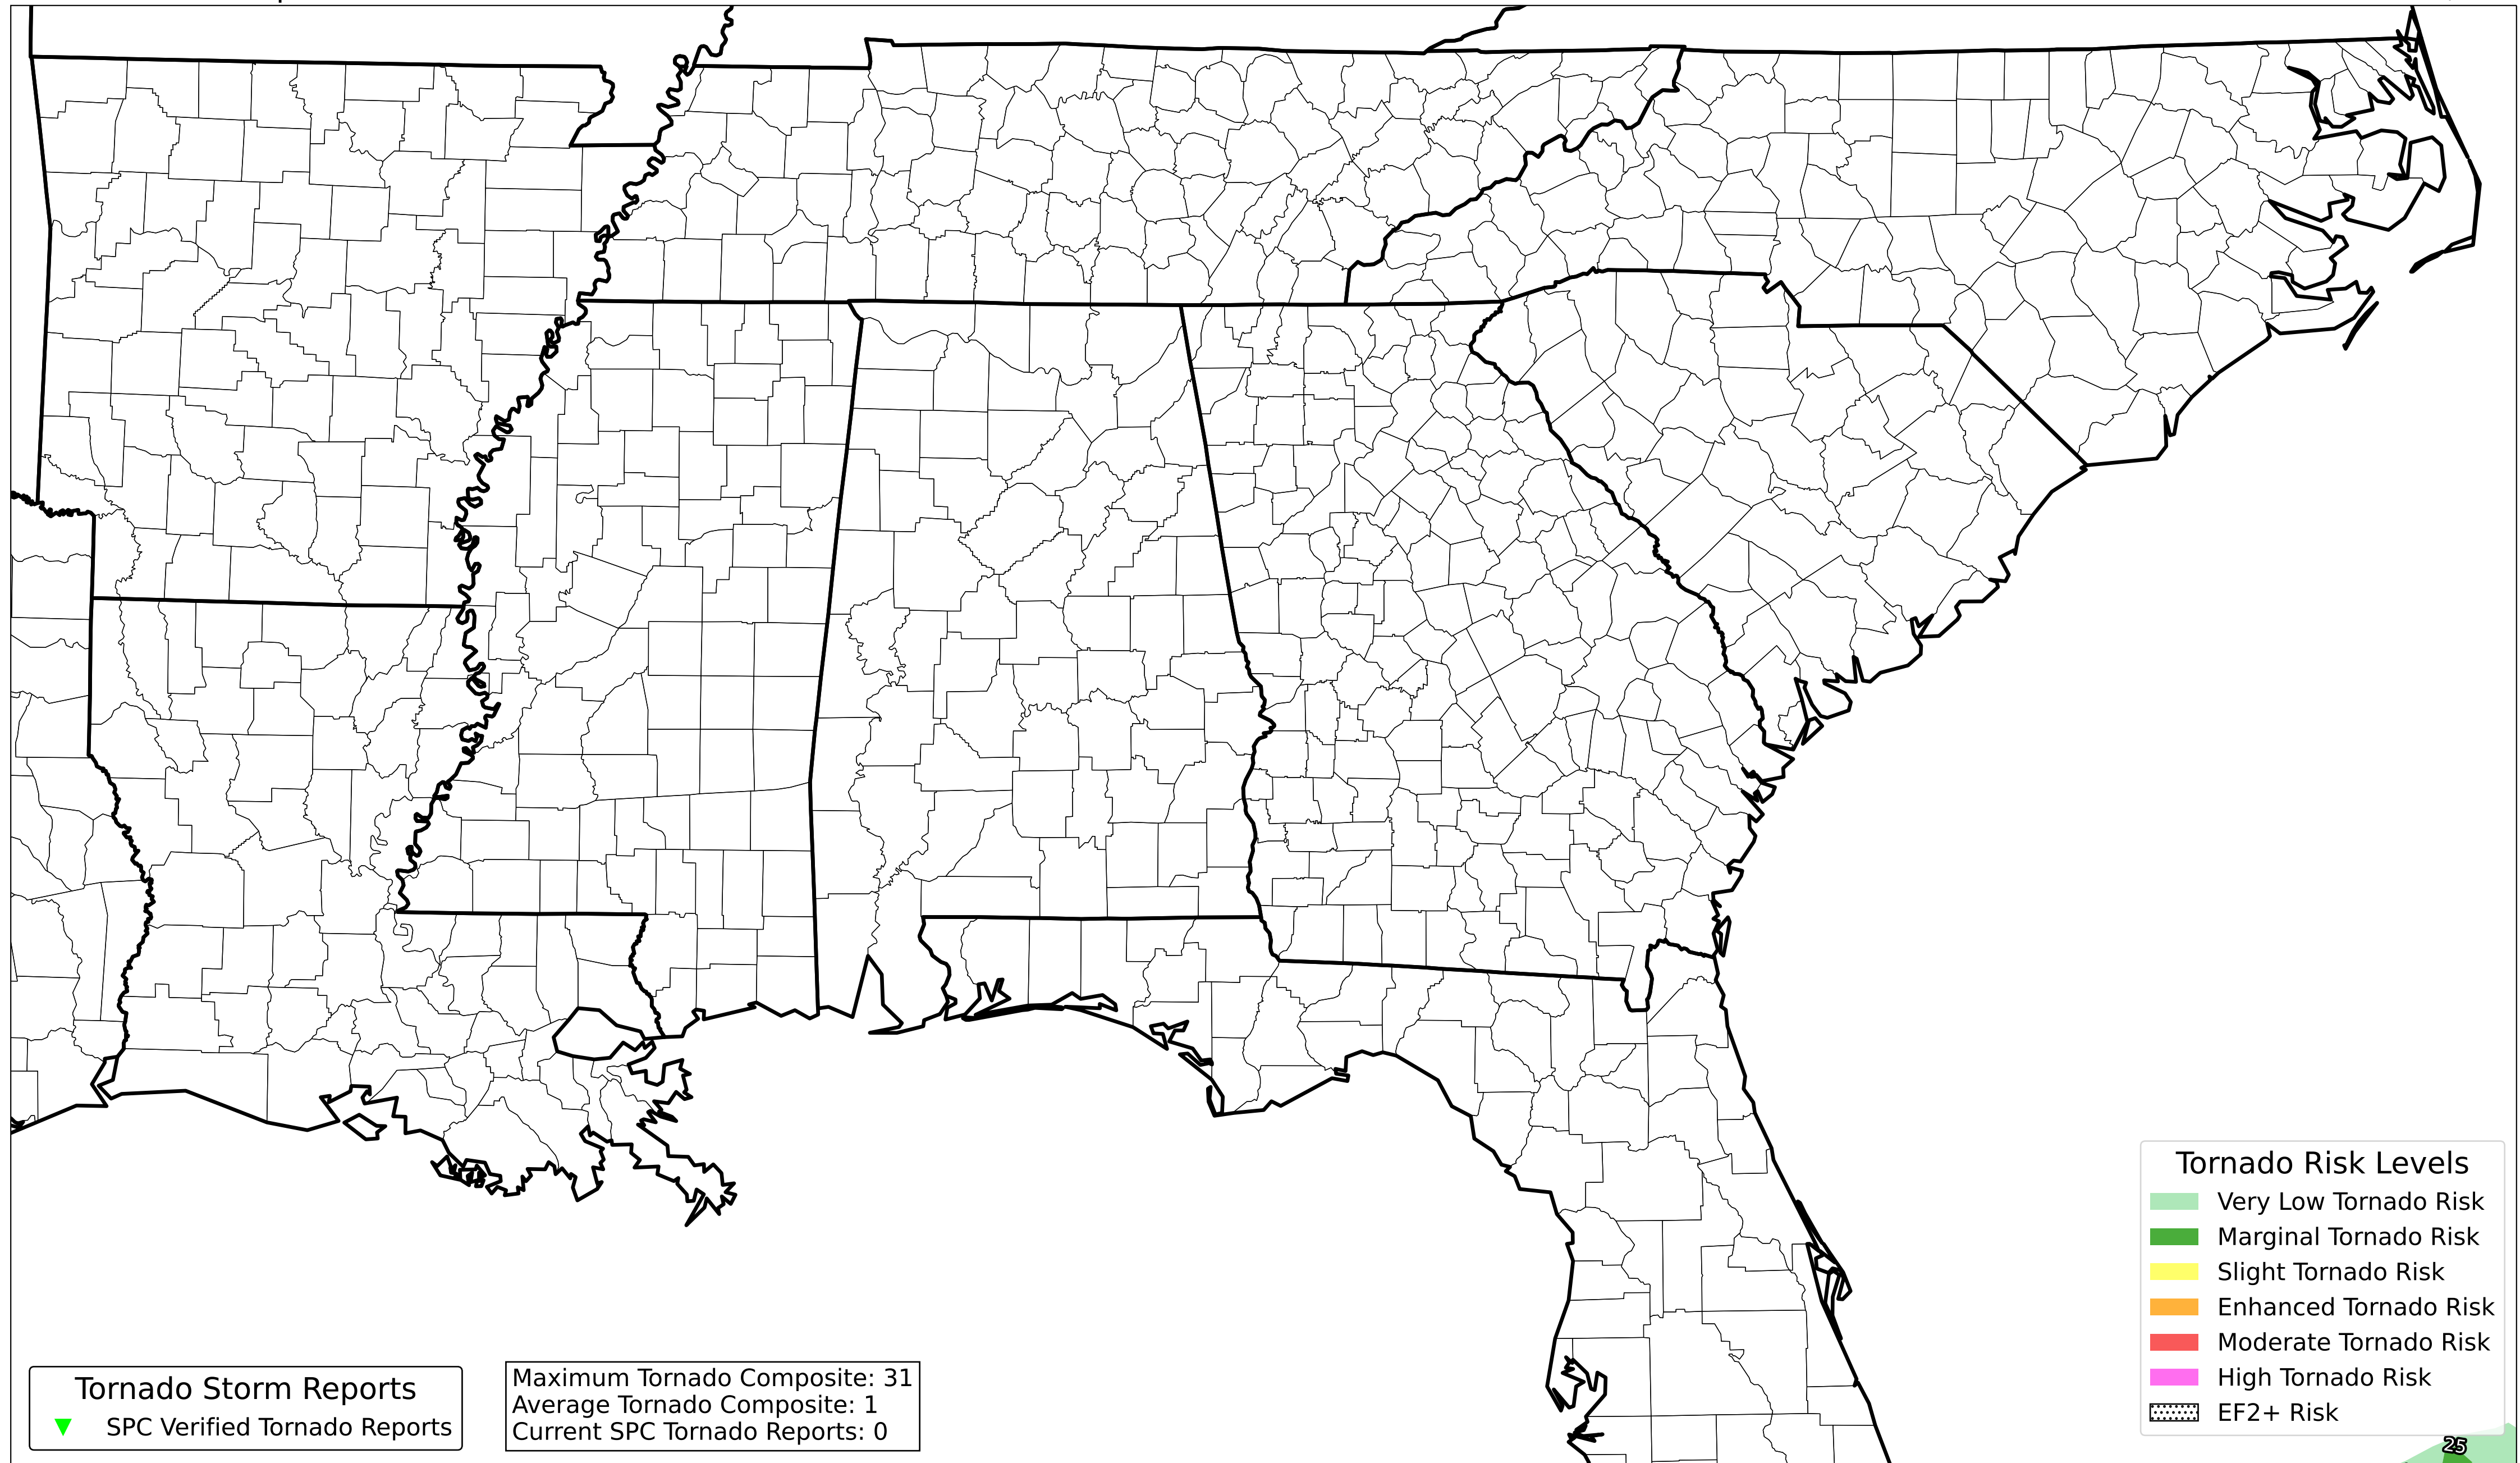 Tornado Risk Levels
Very Low Tornado Risk
Marginal Tornado Risk
Slight Tornado Risk
Enhanced Tornado Risk
Moderate Tornado Risk
High Tornado Risk
EF2+ Risk
Tornado Storm Reports
SPC Verified Tornado Reports
Maximum Tornado Composite: 31
Average Tornado Composite: 1
Current SPC Tornado Reports: 0
25